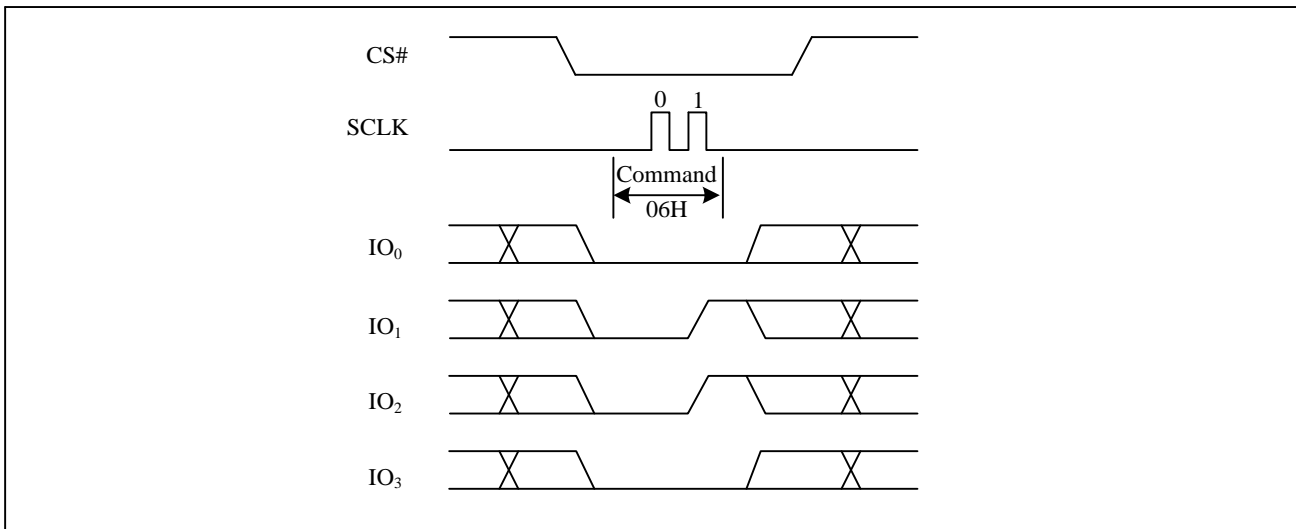 CS#
0 1
SCLK
Command
06H
IO0
IO1
IO2
IO3